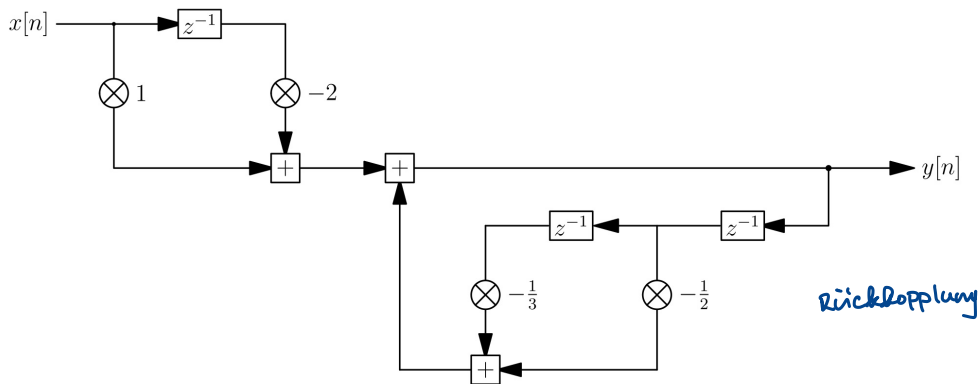 x[n]
z⁻¹
1
−2
+
+
y[n]
z⁻¹
z⁻¹
−1/3
−1/2
Rückkopplung
+